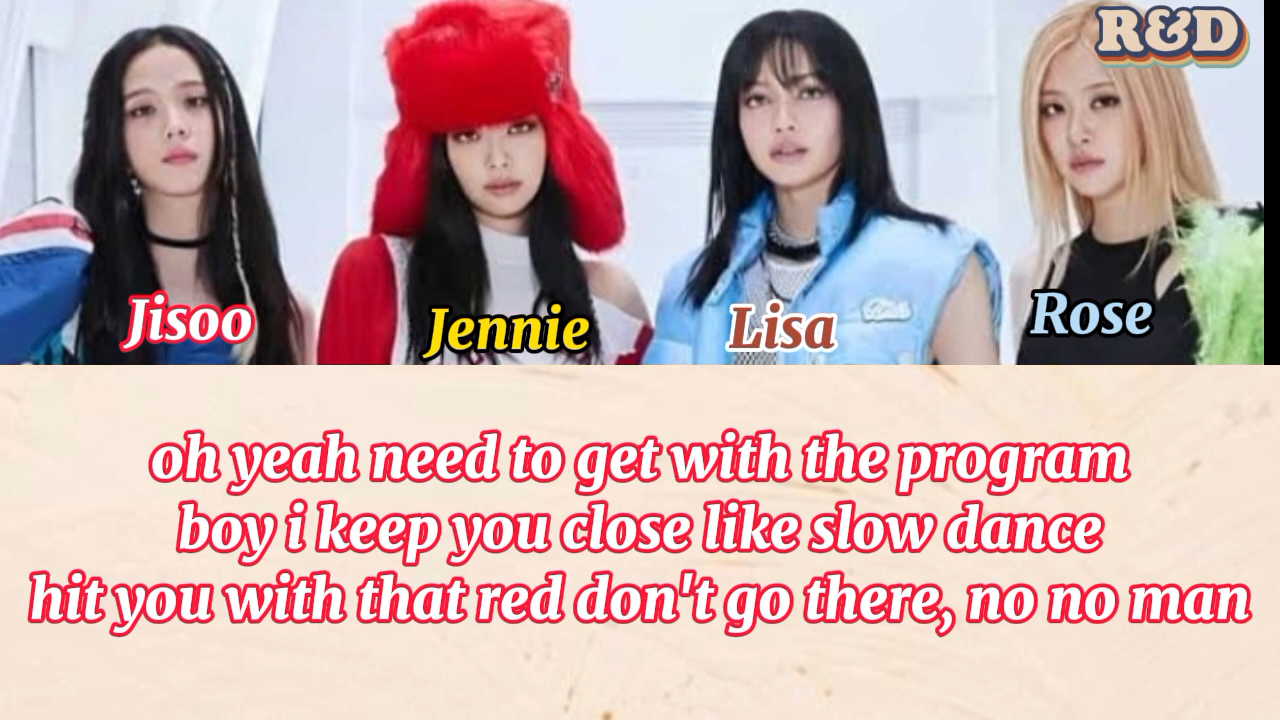 R&D
Jisoo
Jennie
Lisa
Rose
oh yeah need to get with the program
boy i keep you close like slow dance
hit you with that red don't go there, no no man